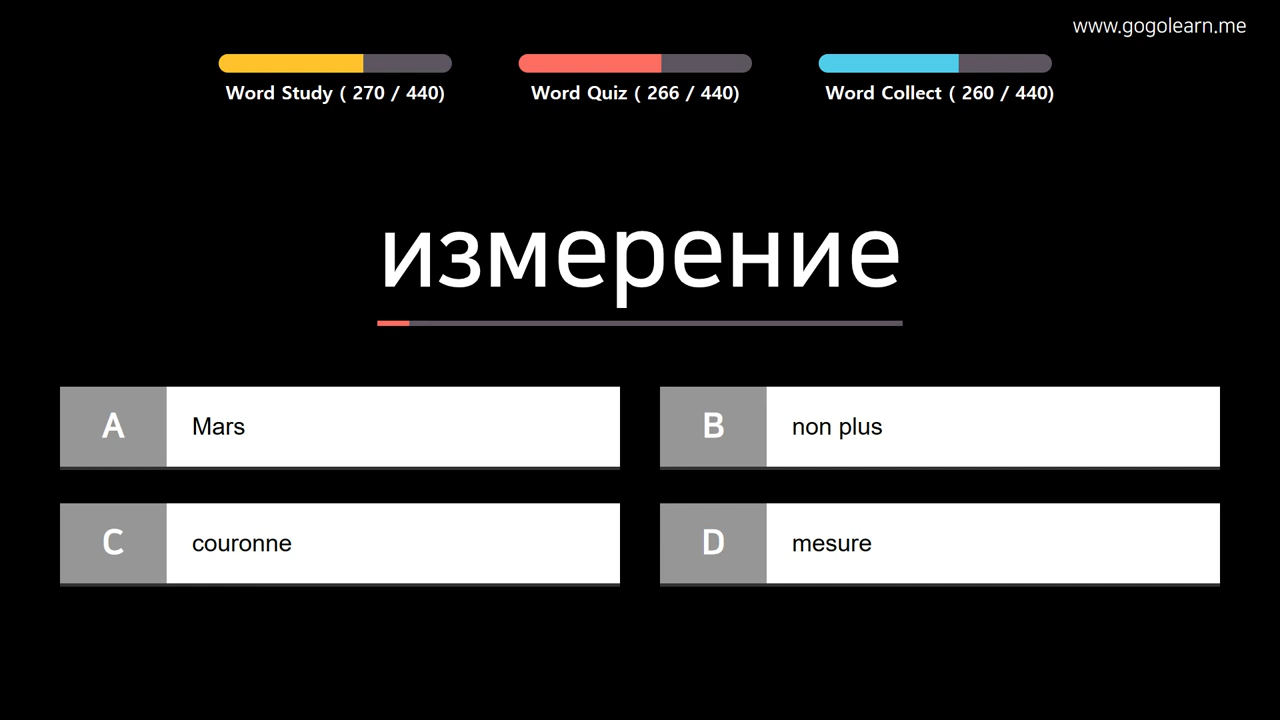 www.gogolearn.me
Word Study ( 270 / 440)
Word Quiz ( 266 / 440)
Word Collect ( 260 / 440)
измерение
A Mars
B non plus
C couronne
D mesure